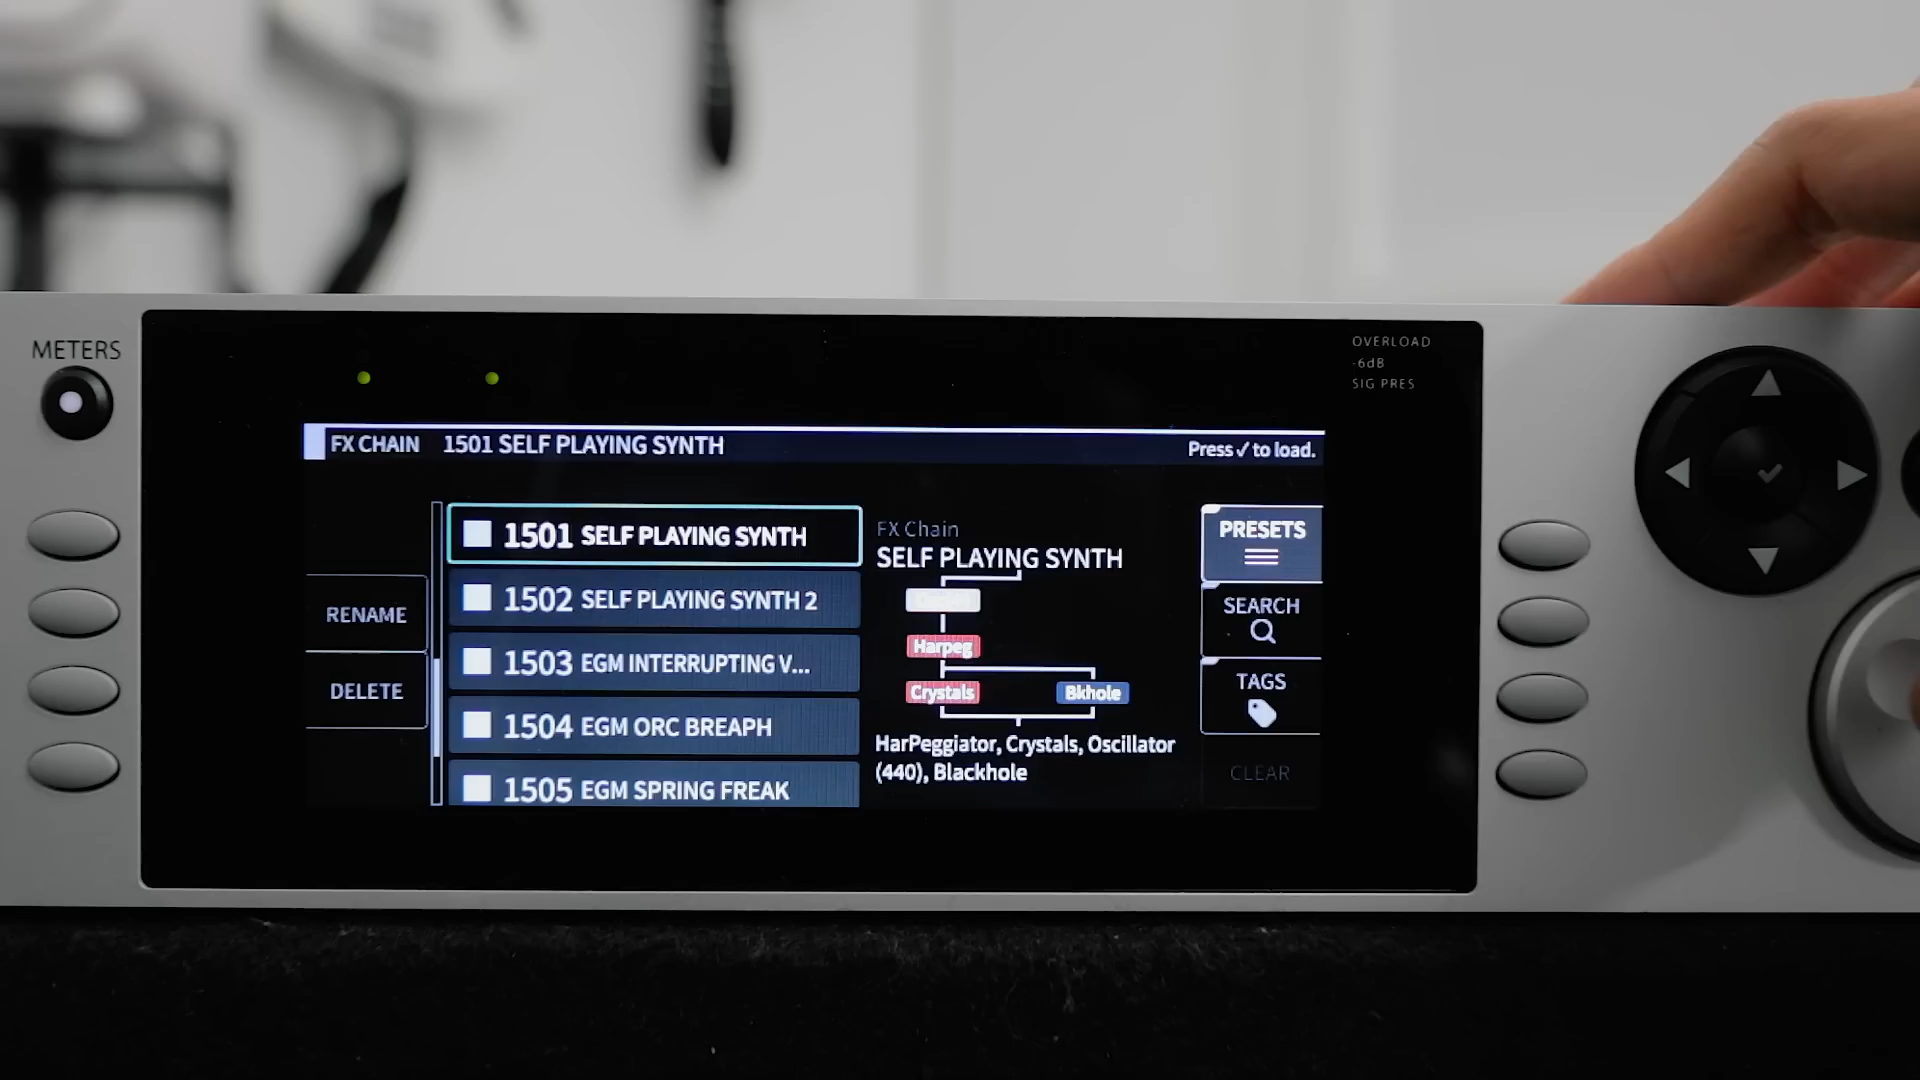 METERS
OVERLOAD
-6dB
SIG PRES
FX CHAIN 1501 SELF PLAYING SYNTH Press ✓ to load.
RENAME
DELETE
1501 SELF PLAYING SYNTH
1502 SELF PLAYING SYNTH 2
1503 EGM INTERRUPTING V...
1504 EGM ORC BREAPH
1505 EGM SPRING FREAK
FX Chain
SELF PLAYING SYNTH
Harpeg
Crystals Bkhole
HarPeggiator, Crystals, Oscillator
(440), Blackhole
PRESETS
SEARCH
TAGS
CLEAR